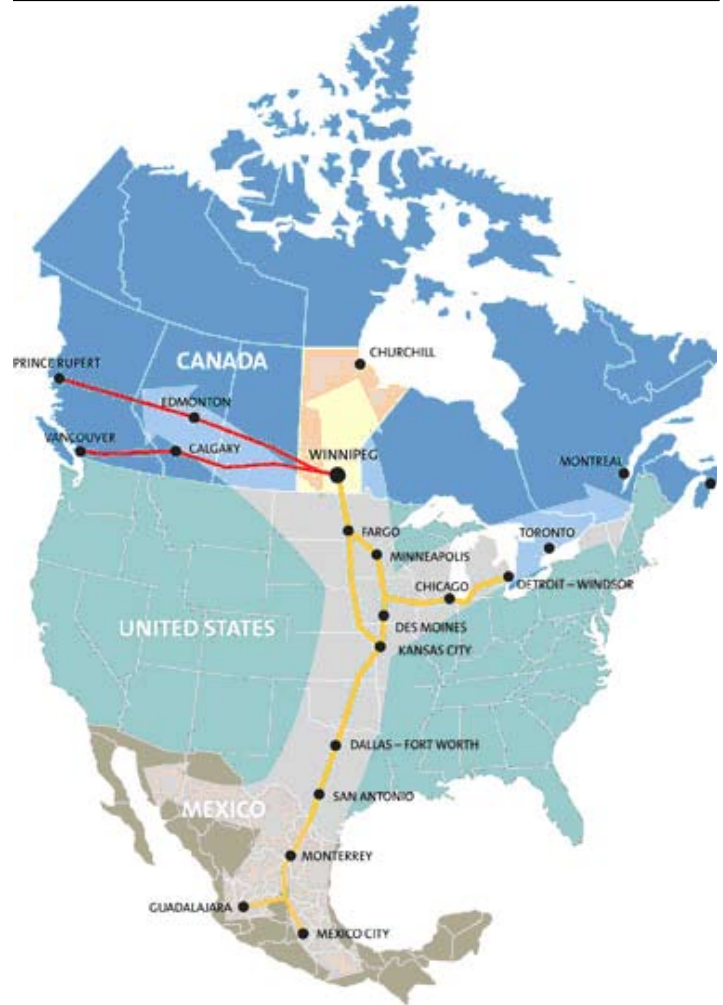 CHURCHILL
CANADA
PRINCE RUPERT
EDMONTON
VANCOUVER
CALGARY
WINNIPEG
MONTREAL
FARGO
TORONTO
MINNEAPOLIS
CHICAGO
DETROIT – WINDSOR
DES MOINES
UNITED STATES
KANSAS CITY
DALLAS – FORT WORTH
SAN ANTONIO
MEXICO
MONTERREY
GUADALAJARA
MEXICO CITY